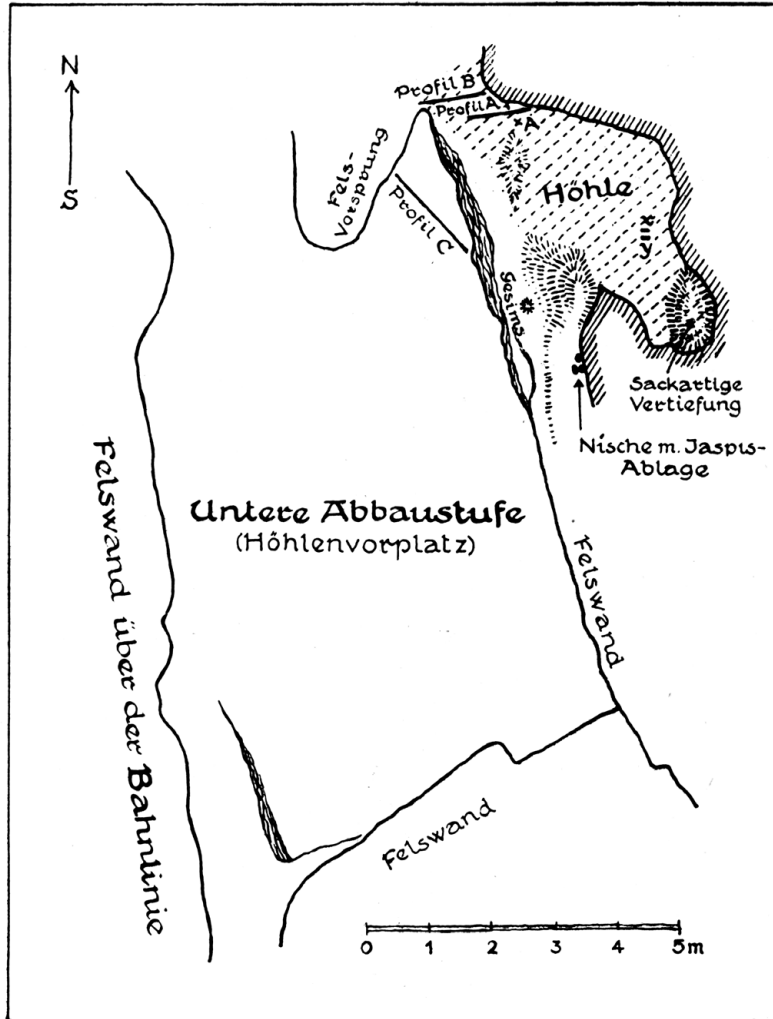 N
S
Profil B
Profil A
A
Fels-
Vorsprung
Profil C
Höhle
Gesims
Sackartige
Vertiefung
Nische m. Jaspis-
Ablage
Untere Abbaustufe
(Höhlenvorplatz)
Felswand über der Bahnlinie
Felswand
Felswand
0 1 2 3 4 5m